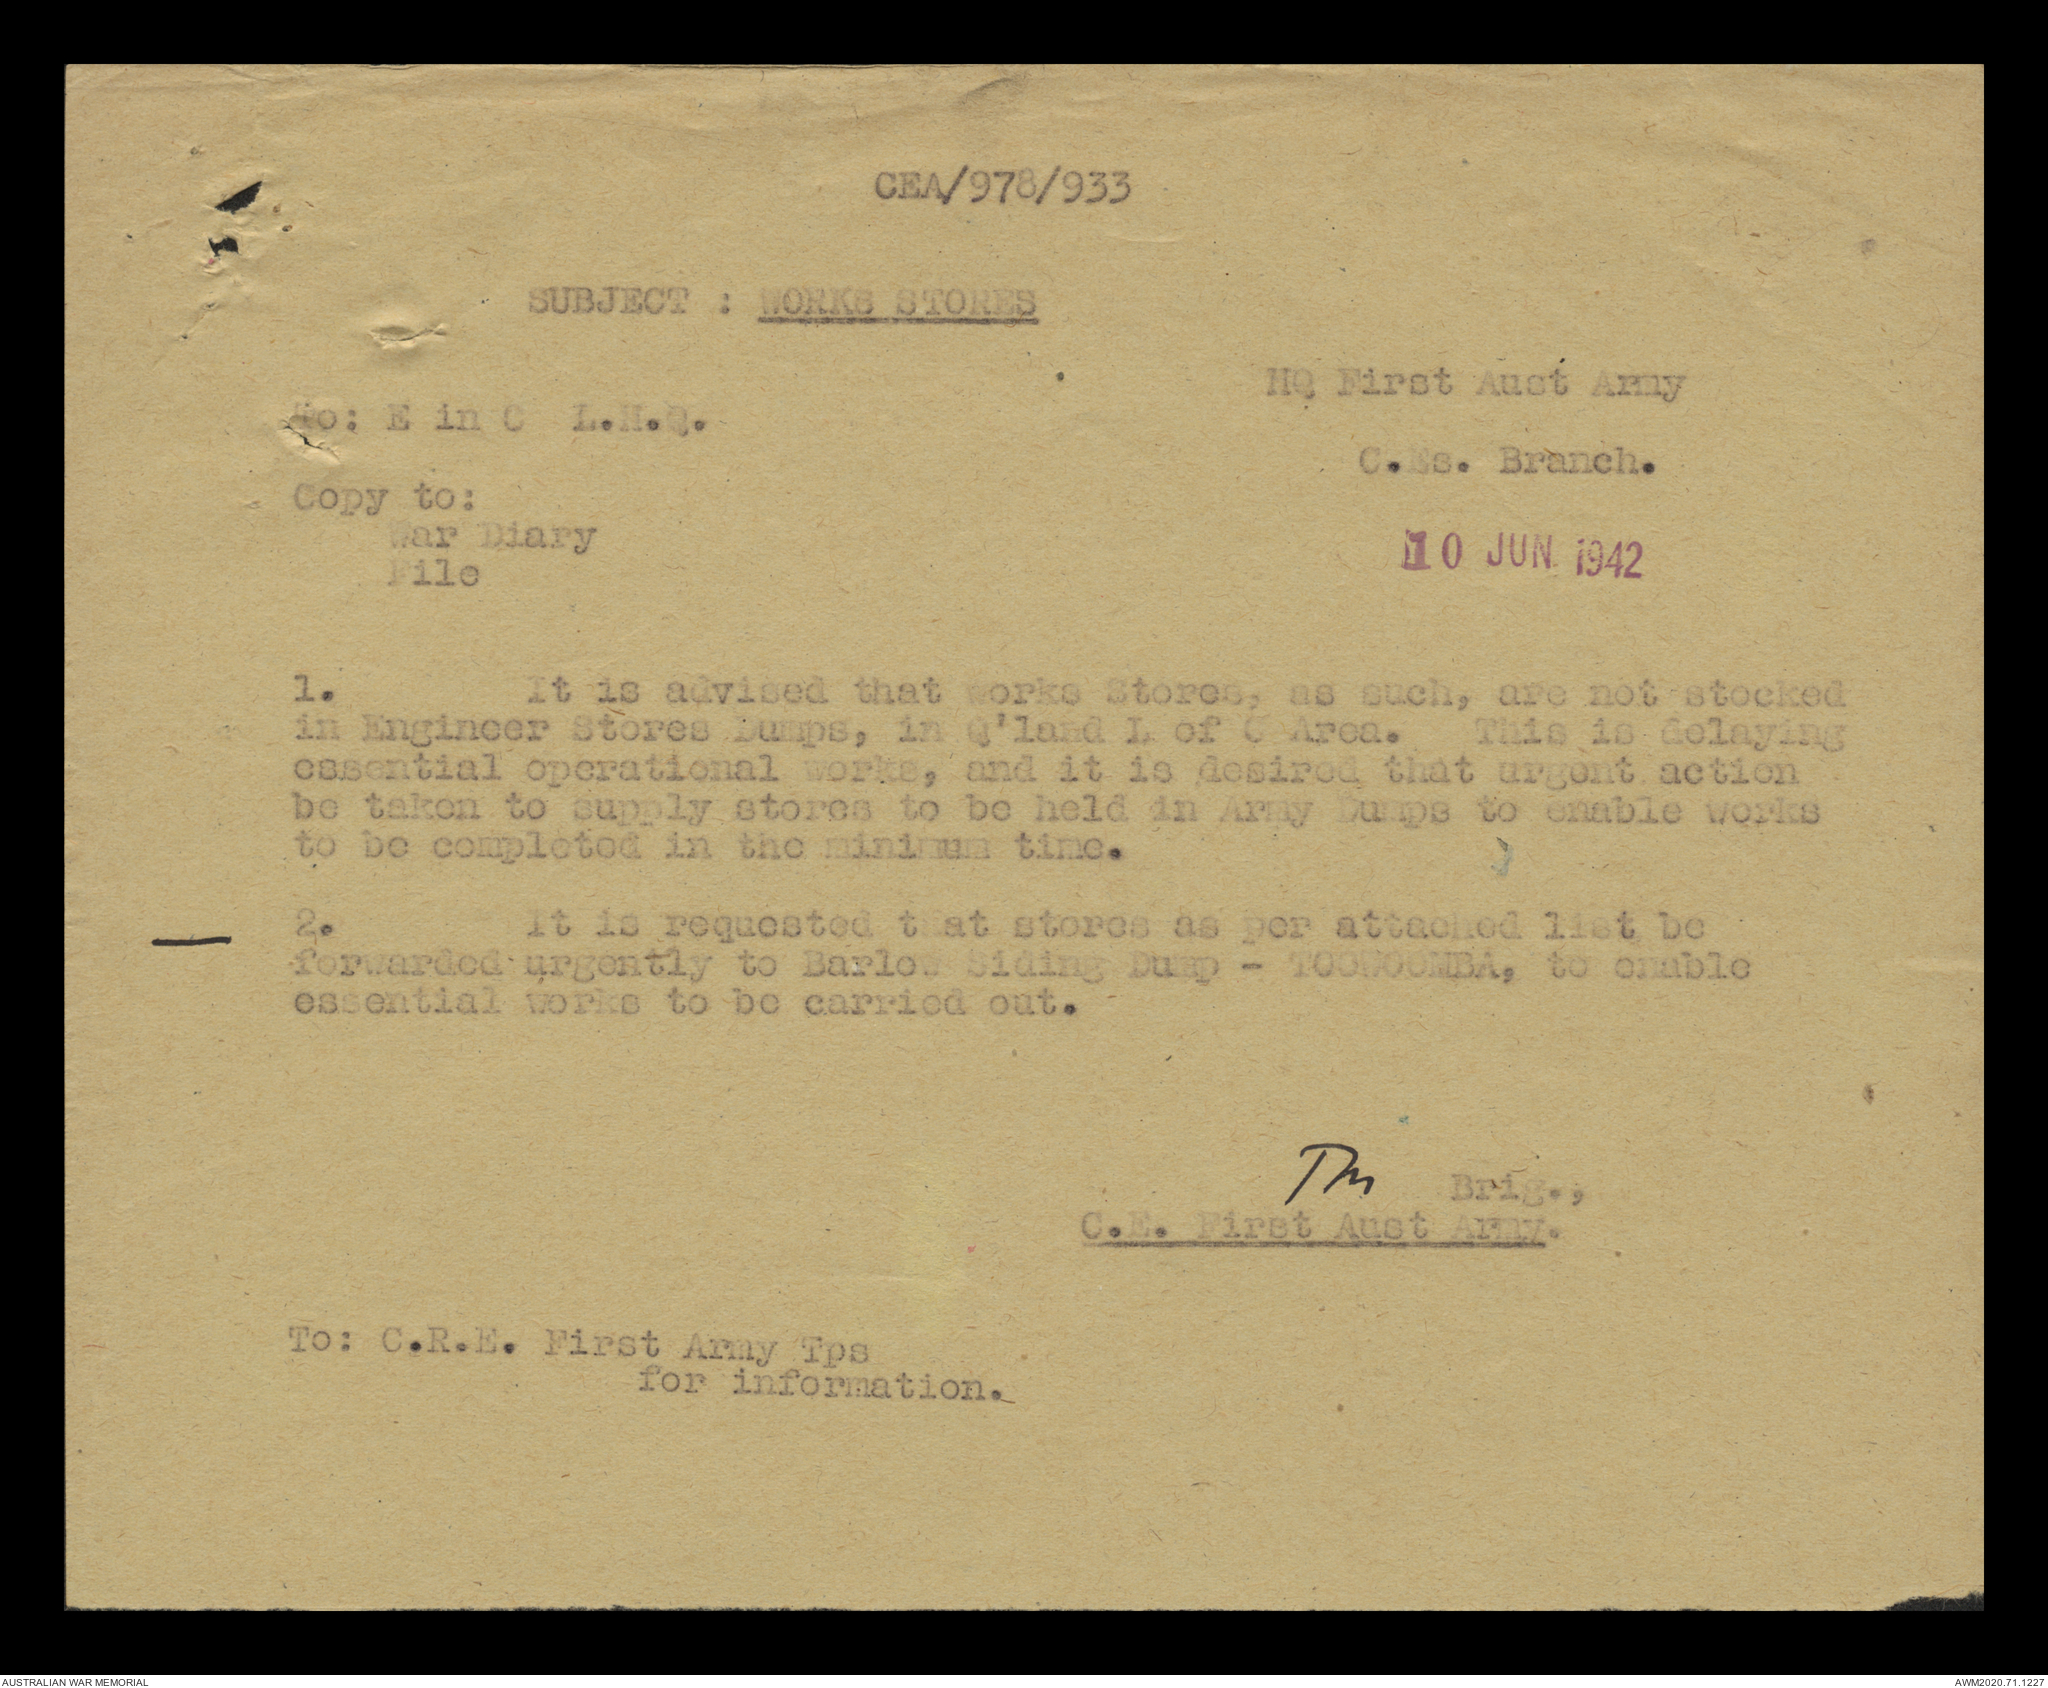 CEA/978/933
SUBJECT : WORKS STORES
HQ First Aust Army
To: E in C L.H.Q.
C.Es. Branch.
Copy to:
War Diary
File
10 JUN 1942
1. It is advised that works Stores, as such, are not stocked
in Engineer Stores Dumps, in Q'land L of C Area. This is delaying
essential operational works, and it is desired that urgent action
be taken to supply stores to be held in Army Dumps to enable works
to be completed in the minimum time.
2. It is requested that stores as per attached list be
forwarded urgently to Barlow Siding Dump - TOOWOOMBA, to enable
essential works to be carried out.
Brig.,
C.E. First Aust Army.
To: C.R.E. First Army Tps
for information.
AUSTRALIAN WAR MEMORIAL
AWM2020.71.1227